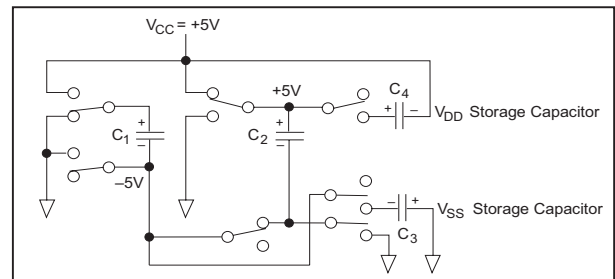 VCC = +5V
+5V
C4
+ –
VDD Storage Capacitor
+
C1
–
+
C2
–
–5V
– +
VSS Storage Capacitor
C3